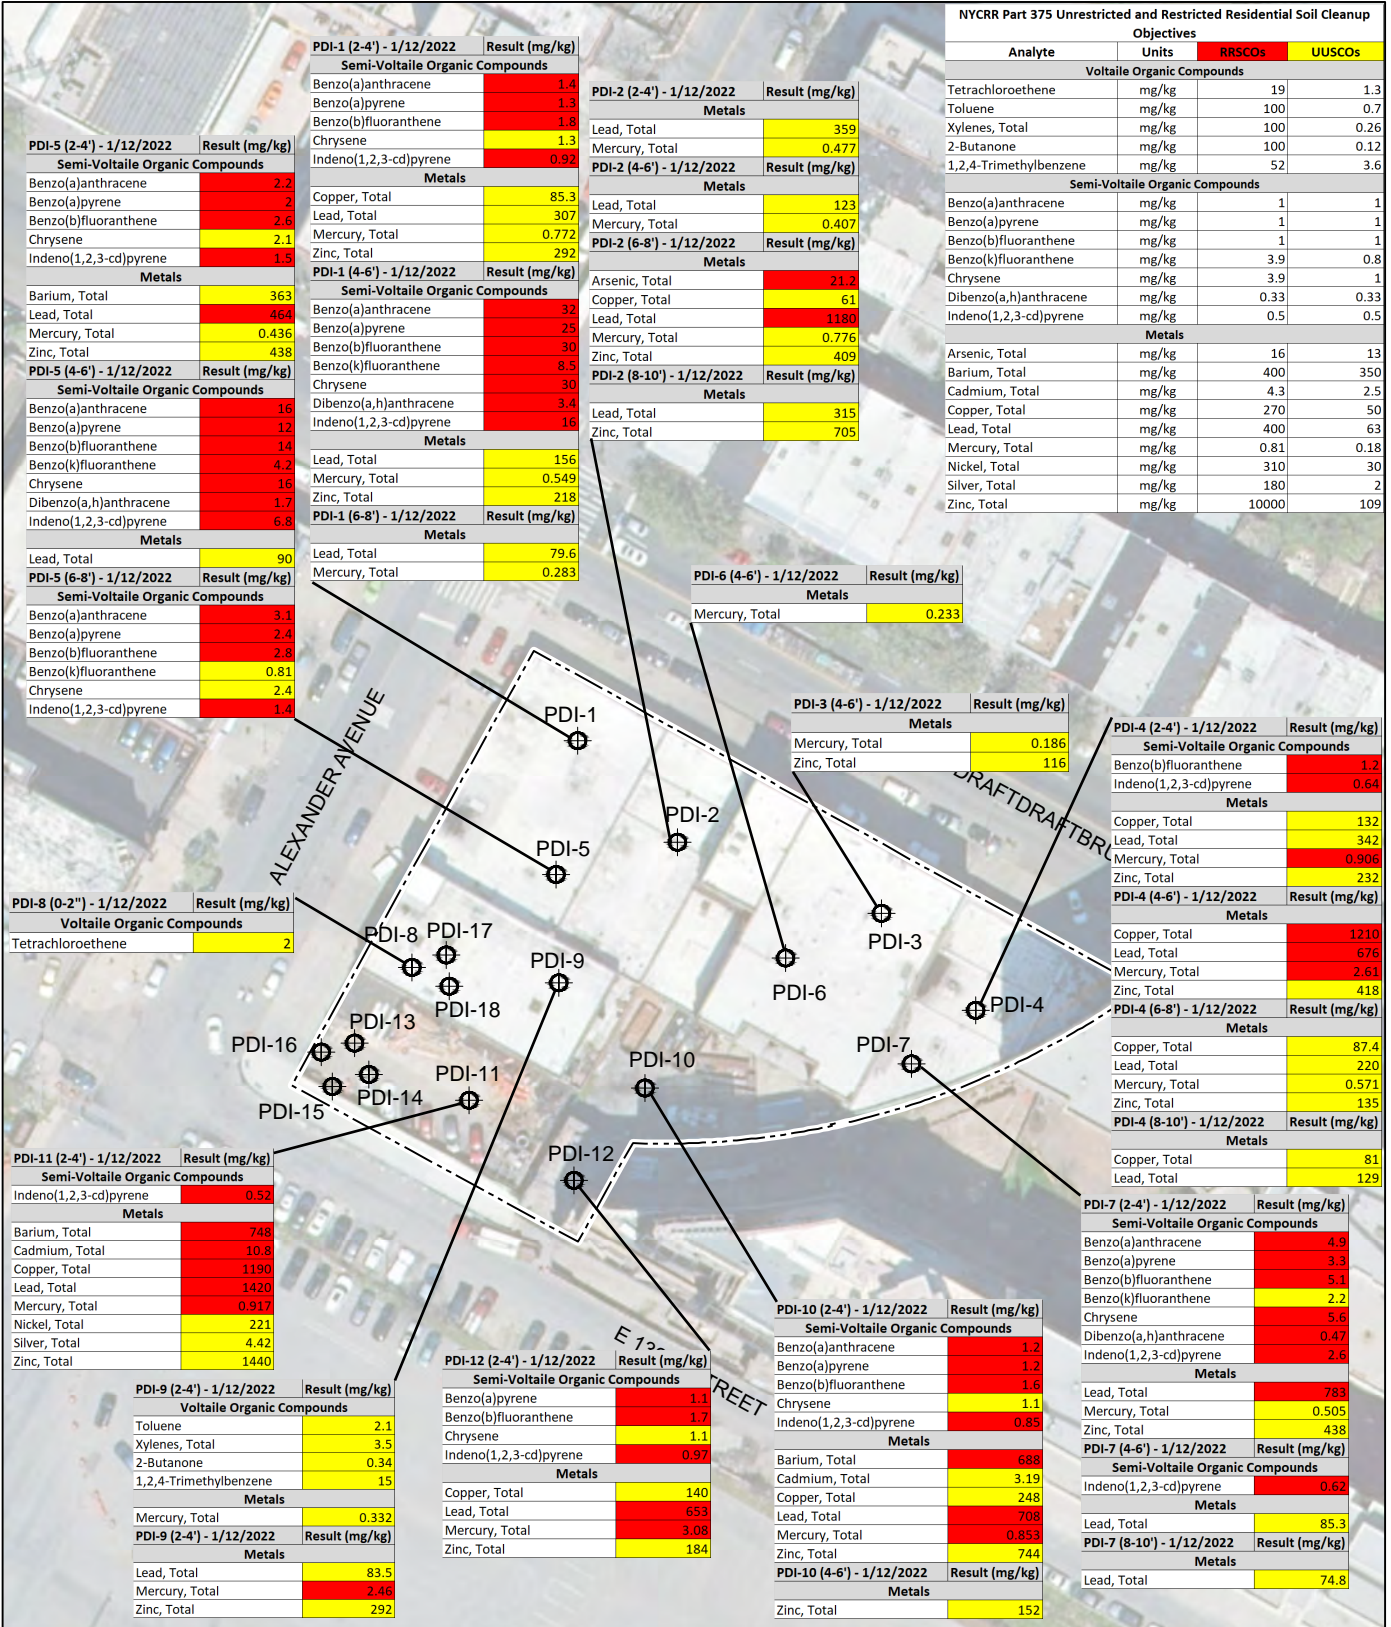 NYCRR Part 375 Unrestricted and Restricted Residential Soil Cleanup
Objectives
Analyte Units RRSCOs UUSCOs
Voltaile Organic Compounds
Tetrachloroethene mg/kg 19 1.3
Toluene mg/kg 100 0.7
Xylenes, Total mg/kg 100 0.26
2-Butanone mg/kg 100 0.12
1,2,4-Trimethylbenzene mg/kg 52 3.6
Semi-Voltaile Organic Compounds
Benzo(a)anthracene mg/kg 1 1
Benzo(a)pyrene mg/kg 1 1
Benzo(b)fluoranthene mg/kg 1 1
Benzo(k)fluoranthene mg/kg 3.9 0.8
Chrysene mg/kg 3.9 1
Dibenzo(a,h)anthracene mg/kg 0.33 0.33
Indeno(1,2,3-cd)pyrene mg/kg 0.5 0.5
Metals
Arsenic, Total mg/kg 16 13
Barium, Total mg/kg 400 350
Cadmium, Total mg/kg 4.3 2.5
Copper, Total mg/kg 270 50
Lead, Total mg/kg 400 63
Mercury, Total mg/kg 0.81 0.18
Nickel, Total mg/kg 310 30
Silver, Total mg/kg 180 2
Zinc, Total mg/kg 10000 109
PDI-1 (2-4') - 1/12/2022 Result (mg/kg)
Semi-Voltaile Organic Compounds
Benzo(a)anthracene 1.4
Benzo(a)pyrene 1.3
Benzo(b)fluoranthene 1.8
Chrysene 1.3
Indeno(1,2,3-cd)pyrene 0.92
Metals
Copper, Total 85.3
Lead, Total 307
Mercury, Total 0.772
Zinc, Total 292
PDI-1 (4-6') - 1/12/2022 Result (mg/kg)
Semi-Voltaile Organic Compounds
Benzo(a)anthracene 32
Benzo(a)pyrene 25
Benzo(b)fluoranthene 30
Benzo(k)fluoranthene 8.5
Chrysene 30
Dibenzo(a,h)anthracene 3.4
Indeno(1,2,3-cd)pyrene 16
Metals
Lead, Total 156
Mercury, Total 0.549
Zinc, Total 218
PDI-1 (6-8') - 1/12/2022 Result (mg/kg)
Metals
Lead, Total 79.6
Mercury, Total 0.283
PDI-2 (2-4') - 1/12/2022 Result (mg/kg)
Metals
Lead, Total 359
Mercury, Total 0.477
PDI-2 (4-6') - 1/12/2022 Result (mg/kg)
Metals
Lead, Total 123
Mercury, Total 0.407
PDI-2 (6-8') - 1/12/2022 Result (mg/kg)
Metals
Arsenic, Total 21.2
Copper, Total 61
Lead, Total 1180
Mercury, Total 0.776
Zinc, Total 409
PDI-2 (8-10') - 1/12/2022 Result (mg/kg)
Metals
Lead, Total 315
Zinc, Total 705
PDI-5 (2-4') - 1/12/2022 Result (mg/kg)
Semi-Voltaile Organic Compounds
Benzo(a)anthracene 2.2
Benzo(a)pyrene 2
Benzo(b)fluoranthene 2.6
Chrysene 2.1
Indeno(1,2,3-cd)pyrene 1.5
Metals
Barium, Total 363
Lead, Total 464
Mercury, Total 0.436
Zinc, Total 438
PDI-5 (4-6') - 1/12/2022 Result (mg/kg)
Semi-Voltaile Organic Compounds
Benzo(a)anthracene 16
Benzo(a)pyrene 12
Benzo(b)fluoranthene 14
Benzo(k)fluoranthene 4.2
Chrysene 16
Dibenzo(a,h)anthracene 1.7
Indeno(1,2,3-cd)pyrene 6.8
Metals
Lead, Total 90
PDI-5 (6-8') - 1/12/2022 Result (mg/kg)
Semi-Voltaile Organic Compounds
Benzo(a)anthracene 3.1
Benzo(a)pyrene 2.4
Benzo(b)fluoranthene 2.8
Benzo(k)fluoranthene 0.81
Chrysene 2.4
Indeno(1,2,3-cd)pyrene 1.4
PDI-6 (4-6') - 1/12/2022 Result (mg/kg)
Metals
Mercury, Total 0.233
PDI-3 (4-6') - 1/12/2022 Result (mg/kg)
Metals
Mercury, Total 0.186
Zinc, Total 116
PDI-4 (2-4') - 1/12/2022 Result (mg/kg)
Semi-Voltaile Organic Compounds
Benzo(b)fluoranthene 1.2
Indeno(1,2,3-cd)pyrene 0.64
Metals
Copper, Total 132
Lead, Total 342
Mercury, Total 0.906
Zinc, Total 232
PDI-4 (4-6') - 1/12/2022 Result (mg/kg)
Metals
Copper, Total 1210
Lead, Total 676
Mercury, Total 2.61
Zinc, Total 418
PDI-4 (6-8') - 1/12/2022 Result (mg/kg)
Metals
Copper, Total 87.4
Lead, Total 220
Mercury, Total 0.571
Zinc, Total 135
PDI-4 (8-10') - 1/12/2022 Result (mg/kg)
Metals
Copper, Total 81
Lead, Total 129
PDI-8 (0-2") - 1/12/2022 Result (mg/kg)
Voltaile Organic Compounds
Tetrachloroethene 2
ALEXANDER AVENUE
DRAFTDRAFTBRU
PDI-1
PDI-2
PDI-5
PDI-8
PDI-17
PDI-9
PDI-3
PDI-6
PDI-4
PDI-18
PDI-13
PDI-16
PDI-7
PDI-10
PDI-11
PDI-14
PDI-15
PDI-12
PDI-11 (2-4') - 1/12/2022 Result (mg/kg)
Semi-Voltaile Organic Compounds
Indeno(1,2,3-cd)pyrene 0.52
Metals
Barium, Total 748
Cadmium, Total 10.8
Copper, Total 1190
Lead, Total 1420
Mercury, Total 0.917
Nickel, Total 221
Silver, Total 4.42
Zinc, Total 1440
PDI-9 (2-4') - 1/12/2022 Result (mg/kg)
Voltaile Organic Compounds
Toluene 2.1
Xylenes, Total 3.5
2-Butanone 0.34
1,2,4-Trimethylbenzene 15
Metals
Mercury, Total 0.332
PDI-9 (2-4') - 1/12/2022 Result (mg/kg)
Metals
Lead, Total 83.5
Mercury, Total 2.46
Zinc, Total 292
E 13
TREET
PDI-12 (2-4') - 1/12/2022 Result (mg/kg)
Semi-Voltaile Organic Compounds
Benzo(a)pyrene 1.1
Benzo(b)fluoranthene 1.7
Chrysene 1.1
Indeno(1,2,3-cd)pyrene 0.97
Metals
Copper, Total 140
Lead, Total 653
Mercury, Total 3.08
Zinc, Total 184
PDI-10 (2-4') - 1/12/2022 Result (mg/kg)
Semi-Voltaile Organic Compounds
Benzo(a)anthracene 1.2
Benzo(a)pyrene 1.2
Benzo(b)fluoranthene 1.6
Chrysene 1.1
Indeno(1,2,3-cd)pyrene 0.85
Metals
Barium, Total 688
Cadmium, Total 3.19
Copper, Total 248
Lead, Total 708
Mercury, Total 0.853
Zinc, Total 744
PDI-10 (4-6') - 1/12/2022 Result (mg/kg)
Metals
Zinc, Total 152
PDI-7 (2-4') - 1/12/2022 Result (mg/kg)
Semi-Voltaile Organic Compounds
Benzo(a)anthracene 4.9
Benzo(a)pyrene 3.3
Benzo(b)fluoranthene 5.1
Benzo(k)fluoranthene 2.2
Chrysene 5.6
Dibenzo(a,h)anthracene 0.47
Indeno(1,2,3-cd)pyrene 2.6
Metals
Lead, Total 783
Mercury, Total 0.505
Zinc, Total 438
PDI-7 (4-6') - 1/12/2022 Result (mg/kg)
Semi-Voltaile Organic Compounds
Indeno(1,2,3-cd)pyrene 0.62
Metals
Lead, Total 85.3
PDI-7 (8-10') - 1/12/2022 Result (mg/kg)
Metals
Lead, Total 74.8